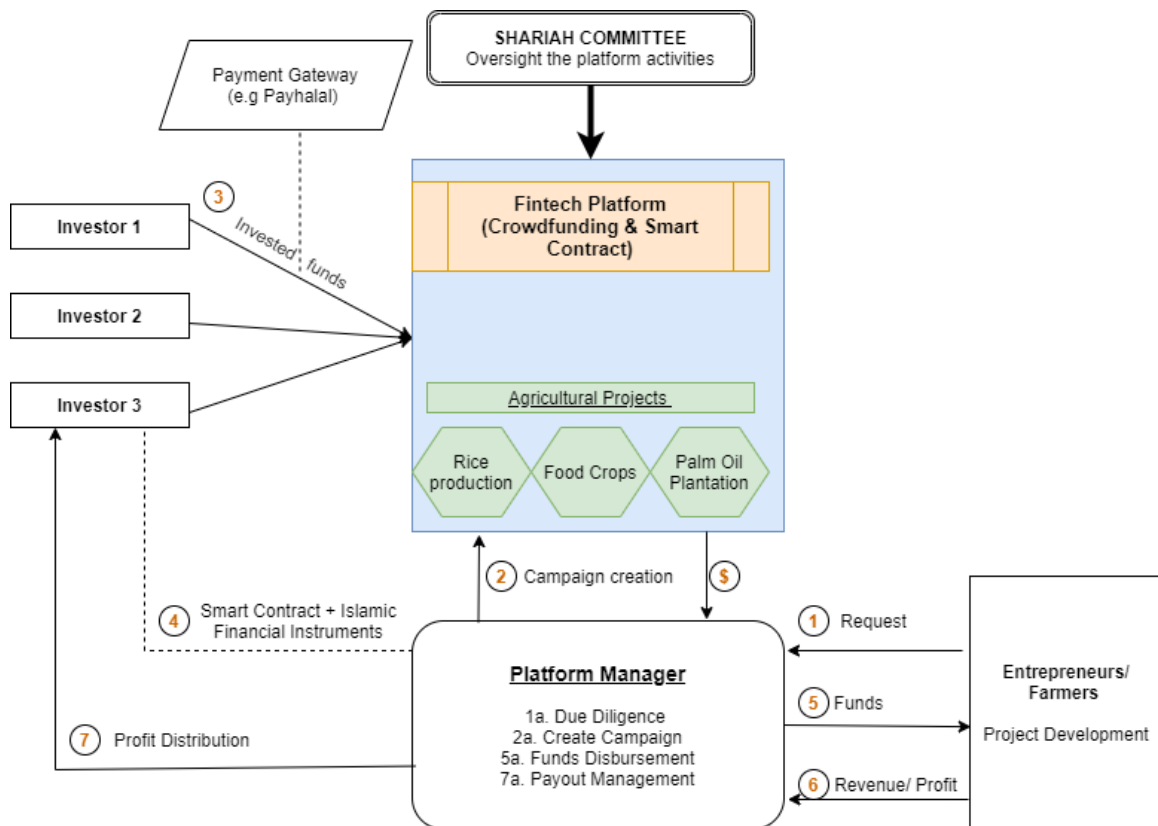 SHARIAH COMMITTEE
Oversight the platform activities
Payment Gateway
(e.g Payhalal)
3
Invested funds
Investor 1
Investor 2
Investor 3
Fintech Platform
(Crowdfunding & Smart
Contract)
Agricultural Projects
Rice
production
Food Crops
Palm Oil
Plantation
2 Campaign creation
$
4
Smart Contract + Islamic
Financial Instruments
7 Profit Distribution
Platform Manager
1a. Due Diligence
2a. Create Campaign
5a. Funds Disbursement
7a. Payout Management
1 Request
5 Funds
6 Revenue/ Profit
Entrepreneurs/
Farmers
Project Development